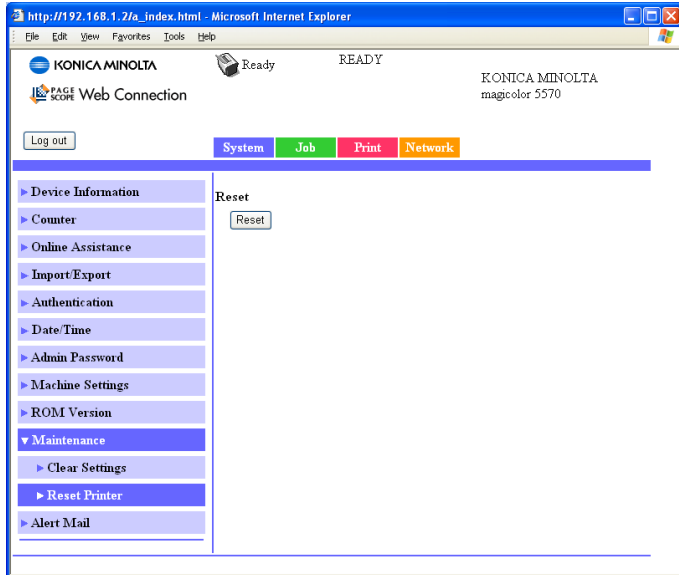 http://192.168.1.2/a_index.html - Microsoft Internet Explorer
File Edit View Favorites Tools Help
KONICA MINOLTA
Ready
READY
KONICA MINOLTA
magicolor 5570
PAGE SCOPE Web Connection
Log out
System Job Print Network
Device Information
Reset
Counter
Reset
Online Assistance
Import/Export
Authentication
Date/Time
Admin Password
Machine Settings
ROM Version
Maintenance
Clear Settings
Reset Printer
Alert Mail